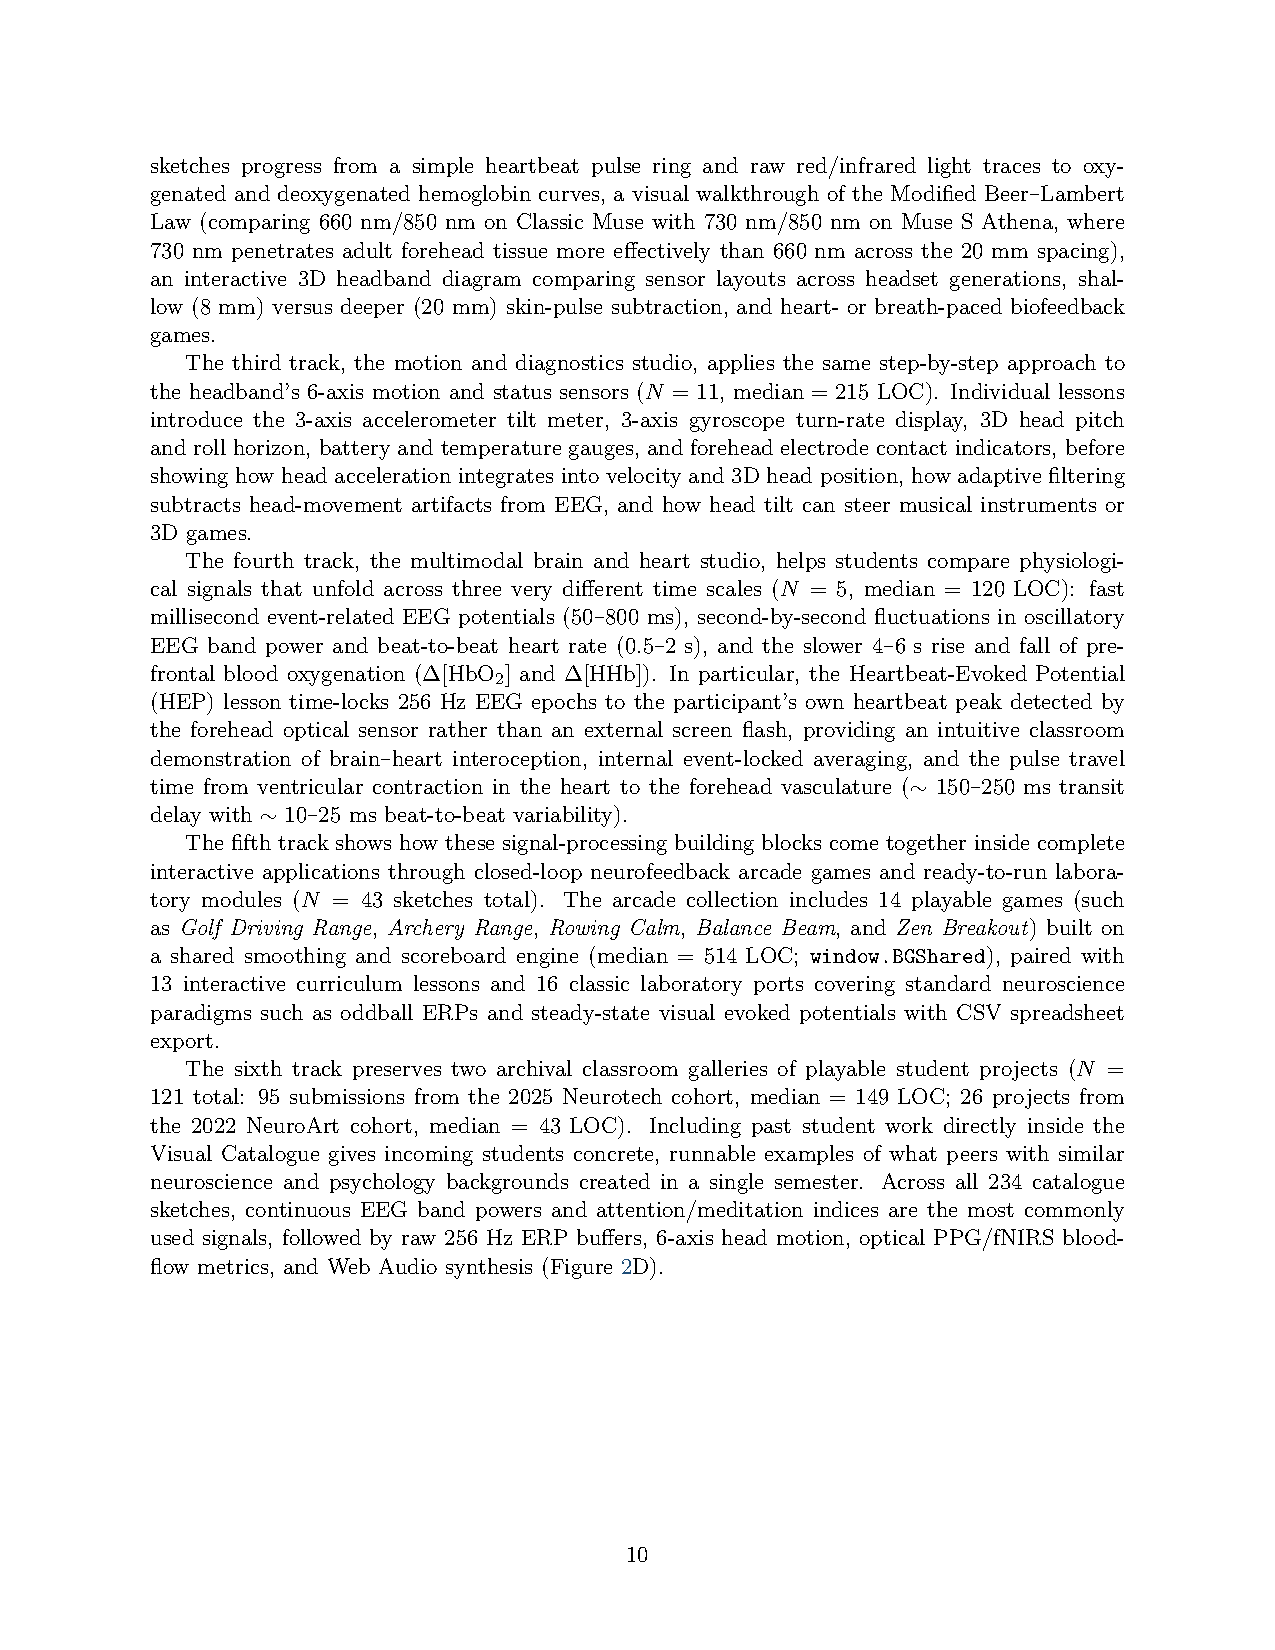 sketches progress from a simple heartbeat pulse ring and raw red/infrared light traces to oxy-
genated and deoxygenated hemoglobin curves, a visual walkthrough of the Modified Beer–Lambert
Law (comparing 660 nm/850 nm on Classic Muse with 730 nm/850 nm on Muse S Athena, where
730 nm penetrates adult forehead tissue more effectively than 660 nm across the 20 mm spacing),
an interactive 3D headband diagram comparing sensor layouts across headset generations, shal-
low (8 mm) versus deeper (20 mm) skin-pulse subtraction, and heart- or breath-paced biofeedback
games.
The third track, the motion and diagnostics studio, applies the same step-by-step approach to
the headband's 6-axis motion and status sensors (N = 11, median = 215 LOC). Individual lessons
introduce the 3-axis accelerometer tilt meter, 3-axis gyroscope turn-rate display, 3D head pitch
and roll horizon, battery and temperature gauges, and forehead electrode contact indicators, before
showing how head acceleration integrates into velocity and 3D head position, how adaptive filtering
subtracts head-movement artifacts from EEG, and how head tilt can steer musical instruments or
3D games.
The fourth track, the multimodal brain and heart studio, helps students compare physiologi-
cal signals that unfold across three very different time scales (N = 5, median = 120 LOC): fast
millisecond event-related EEG potentials (50–800 ms), second-by-second fluctuations in oscillatory
EEG band power and beat-to-beat heart rate (0.5–2 s), and the slower 4–6 s rise and fall of pre-
frontal blood oxygenation (Δ[HbO₂] and Δ[HHb]). In particular, the Heartbeat-Evoked Potential
(HEP) lesson time-locks 256 Hz EEG epochs to the participant's own heartbeat peak detected by
the forehead optical sensor rather than an external screen flash, providing an intuitive classroom
demonstration of brain–heart interoception, internal event-locked averaging, and the pulse travel
time from ventricular contraction in the heart to the forehead vasculature (∼ 150–250 ms transit
delay with ∼ 10–25 ms beat-to-beat variability).
The fifth track shows how these signal-processing building blocks come together inside complete
interactive applications through closed-loop neurofeedback arcade games and ready-to-run labora-
tory modules (N = 43 sketches total). The arcade collection includes 14 playable games (such
as Golf Driving Range, Archery Range, Rowing Calm, Balance Beam, and Zen Breakout) built on
a shared smoothing and scoreboard engine (median = 514 LOC; window.BGShared), paired with
13 interactive curriculum lessons and 16 classic laboratory ports covering standard neuroscience
paradigms such as oddball ERPs and steady-state visual evoked potentials with CSV spreadsheet
export.
The sixth track preserves two archival classroom galleries of playable student projects (N =
121 total: 95 submissions from the 2025 Neurotech cohort, median = 149 LOC; 26 projects from
the 2022 NeuroArt cohort, median = 43 LOC). Including past student work directly inside the
Visual Catalogue gives incoming students concrete, runnable examples of what peers with similar
neuroscience and psychology backgrounds created in a single semester. Across all 234 catalogue
sketches, continuous EEG band powers and attention/meditation indices are the most commonly
used signals, followed by raw 256 Hz ERP buffers, 6-axis head motion, optical PPG/fNIRS blood-
flow metrics, and Web Audio synthesis (Figure 2D).
10